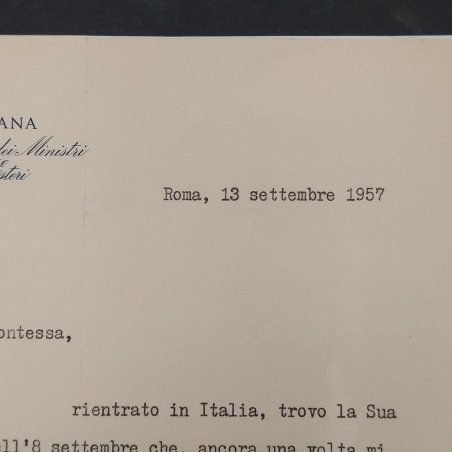 ANA
dei Ministri
E
steri
Roma, 13 settembre 1957
ontessa,
rientrato in Italia, trovo la Sua
ell'8 settembre che, ancora una volta mi